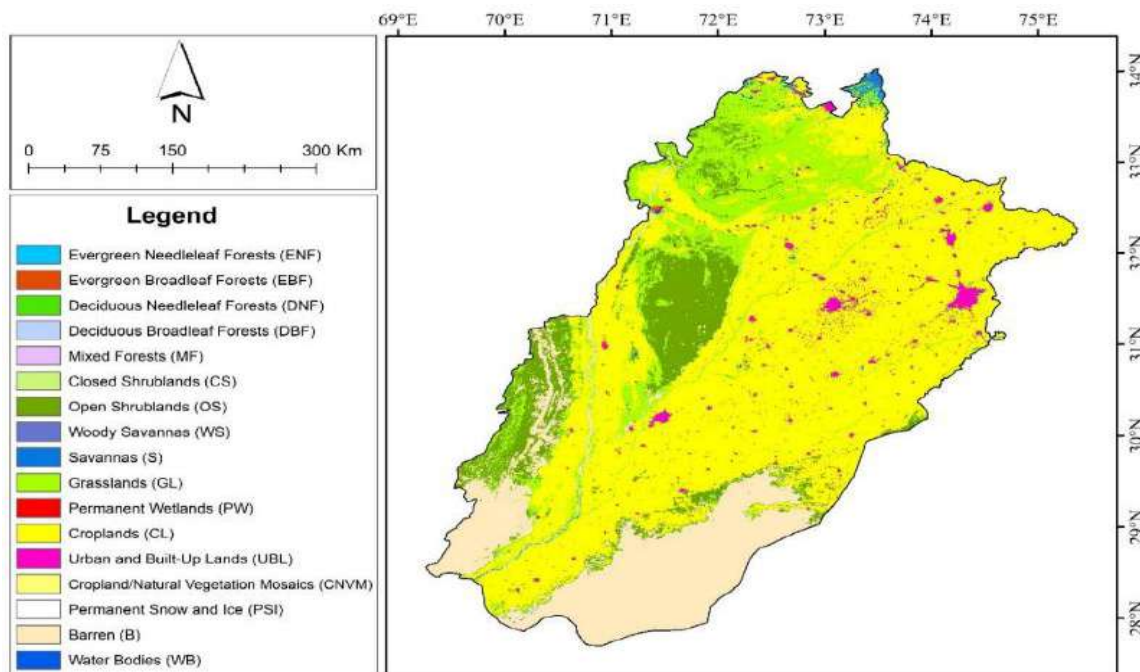 69°E 70°E 71°E 72°E 73°E 74°E 75°E
N
0 75 150 300 Km
Legend
Evergreen Needleleaf Forests (ENF)
Evergreen Broadleaf Forests (EBF)
Deciduous Needleleaf Forests (DNF)
Deciduous Broadleaf Forests (DBF)
Mixed Forests (MF)
Closed Shrublands (CS)
Open Shrublands (OS)
Woody Savannas (WS)
Savannas (S)
Grasslands (GL)
Permanent Wetlands (PW)
Croplands (CL)
Urban and Built-Up Lands (UBL)
Cropland/Natural Vegetation Mosaics (CNVM)
Permanent Snow and Ice (PSI)
Barren (B)
Water Bodies (WB)
34°N
33°N
32°N
31°N
30°N
29°N
28°N